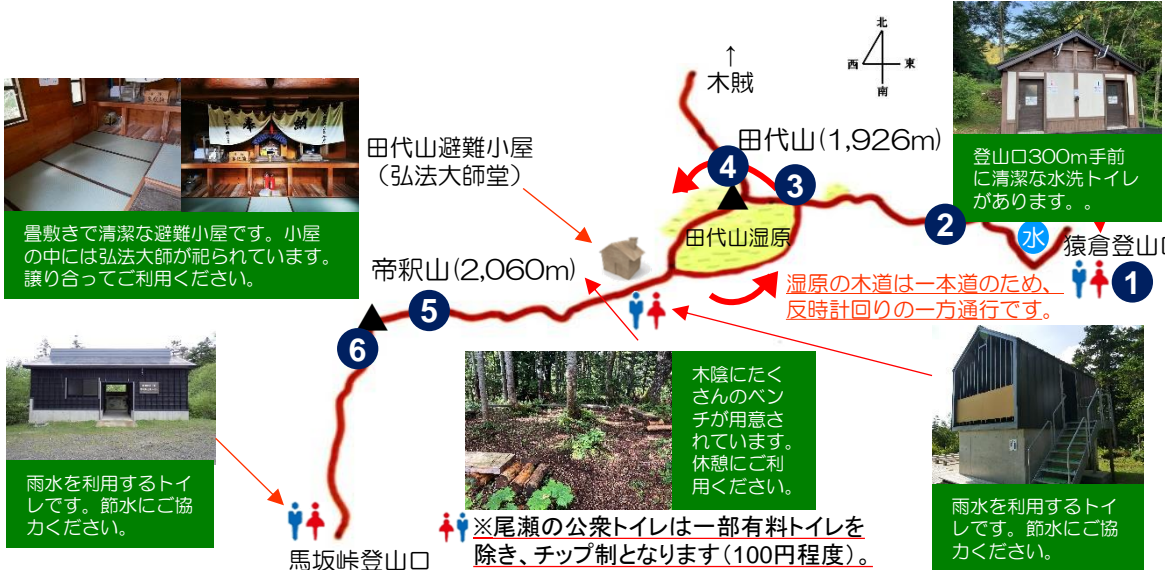 ↑
木賊
北
西
東
南
田代山避難小屋
(弘法大師堂)
田代山(1,926m)
登山口300m手前
に清潔な水洗トイレ
があります。。
4
3
2
水
猿倉登山口
1
田代山湿原
畳敷きで清潔な避難小屋です。小屋
の中には弘法大師が祀られています。
譲り合ってご利用ください。
帝釈山(2,060m)
湿原の木道は一本道のため、
反時計回りの一方通行です。
5
6
木陰にたく
さんのベン
チが用意さ
れています。
休憩にご利
用ください。
雨水を利用するトイ
レです。節水にご協
力ください。
雨水を利用するトイ
レです。節水にご協
力ください。
馬坂峠登山口
※尾瀬の公衆トイレは一部有料トイレを
除き、チップ制となります(100円程度)。